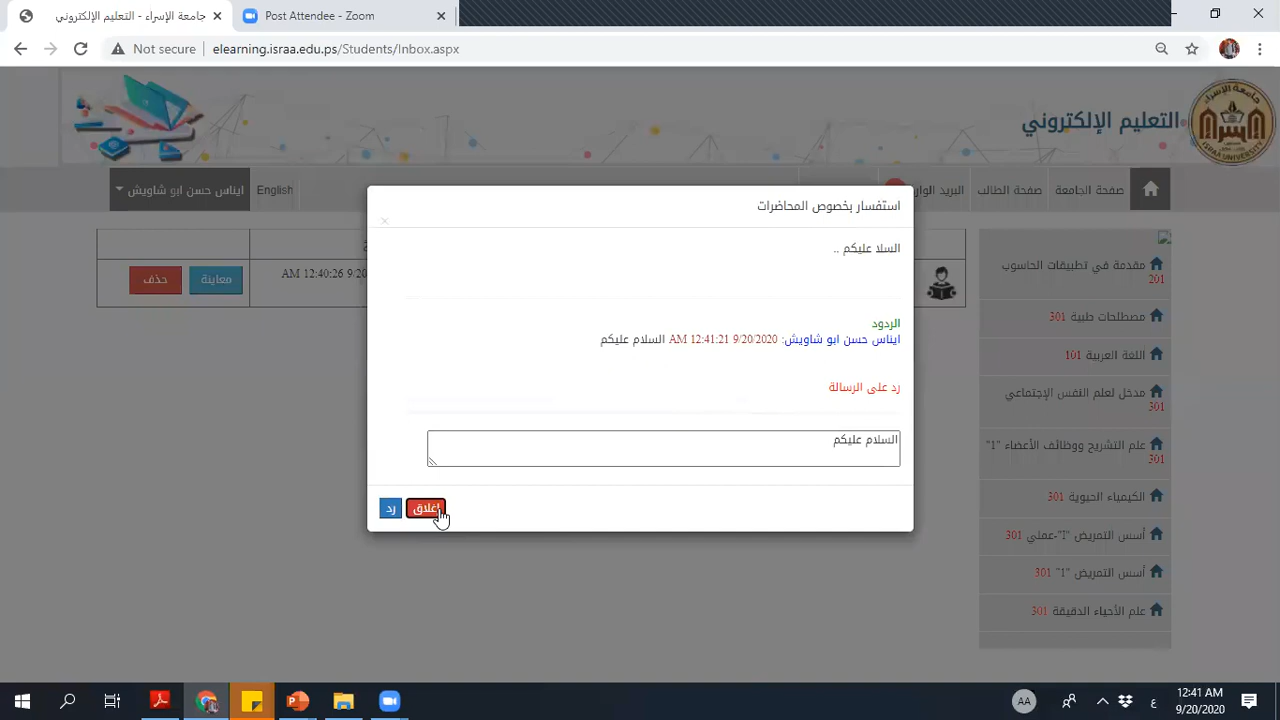 جامعة الإسراء - التعليم الإلكتروني
Post Attendee - Zoom
Not secure
elearning.israa.edu.ps/Students/Inbox.aspx
التعليم الإلكتروني
صفحة الجامعة
صفحة الطالب
البريد الوار
English
ايناس حسن ابو شاويش
استفسار بخصوص المحاضرات
السلا عليكم ..
الردود
ايناس حسن ابو شاويش: 9/20/2020 12:41:21 AM السلام عليكم
رد على الرسالة
السلام عليكم
إغلاق
رد
9/20 12:40:26 AM
معاينة
حذف
مقدمة في تطبيقات الحاسوب
201
مصطلحات طبية 301
اللغة العربية 101
مدخل لعلم النفس الإجتماعي
301
علم التشريح ووظائف الأعضاء "1"
301
الكيمياء الحيوية 301
أسس التمريض "1"-عملي 301
أسس التمريض "1" 301
علم الأحياء الدقيقة 301
AA
ع
12:41 AM
9/20/2020